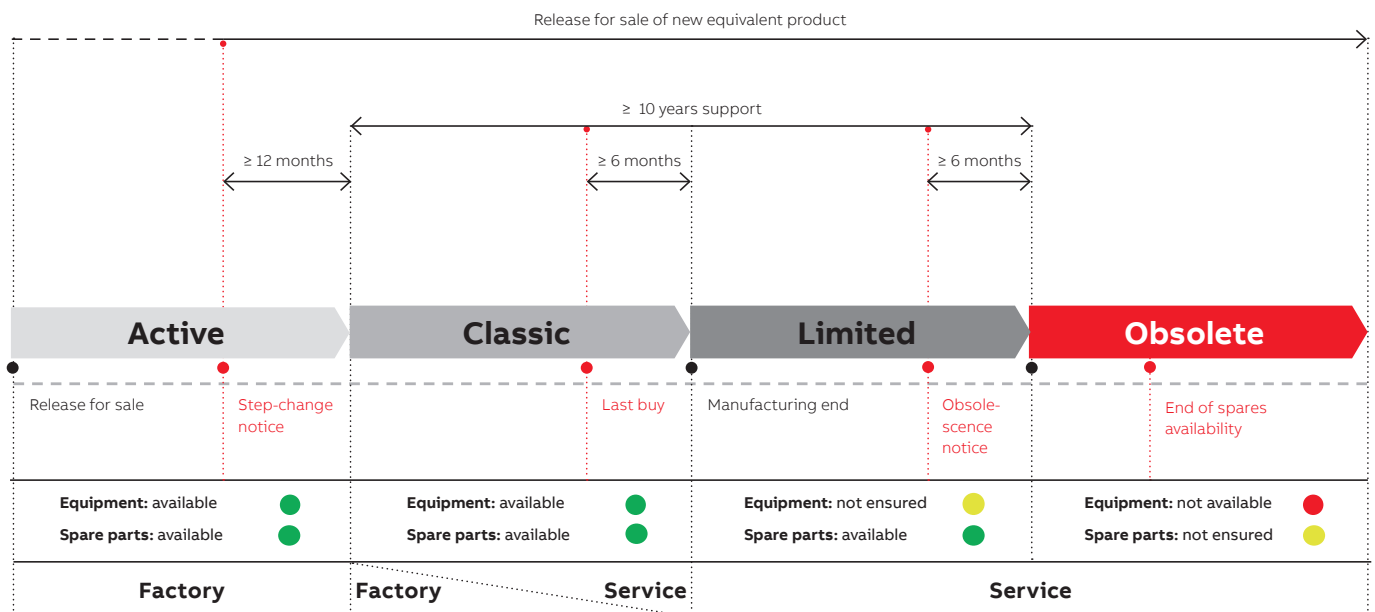 Release for sale of new equivalent product
≥ 10 years support
≥ 12 months
≥ 6 months
≥ 6 months
Active
Classic
Limited
Obsolete
Release for sale
Step-change
notice
Last buy
Manufacturing end
Obsole-
scence
notice
End of spares
availability
Equipment: available
Spare parts: available
Equipment: available
Spare parts: available
Equipment: not ensured
Spare parts: available
Equipment: not available
Spare parts: not ensured
Factory
Factory
Service
Service